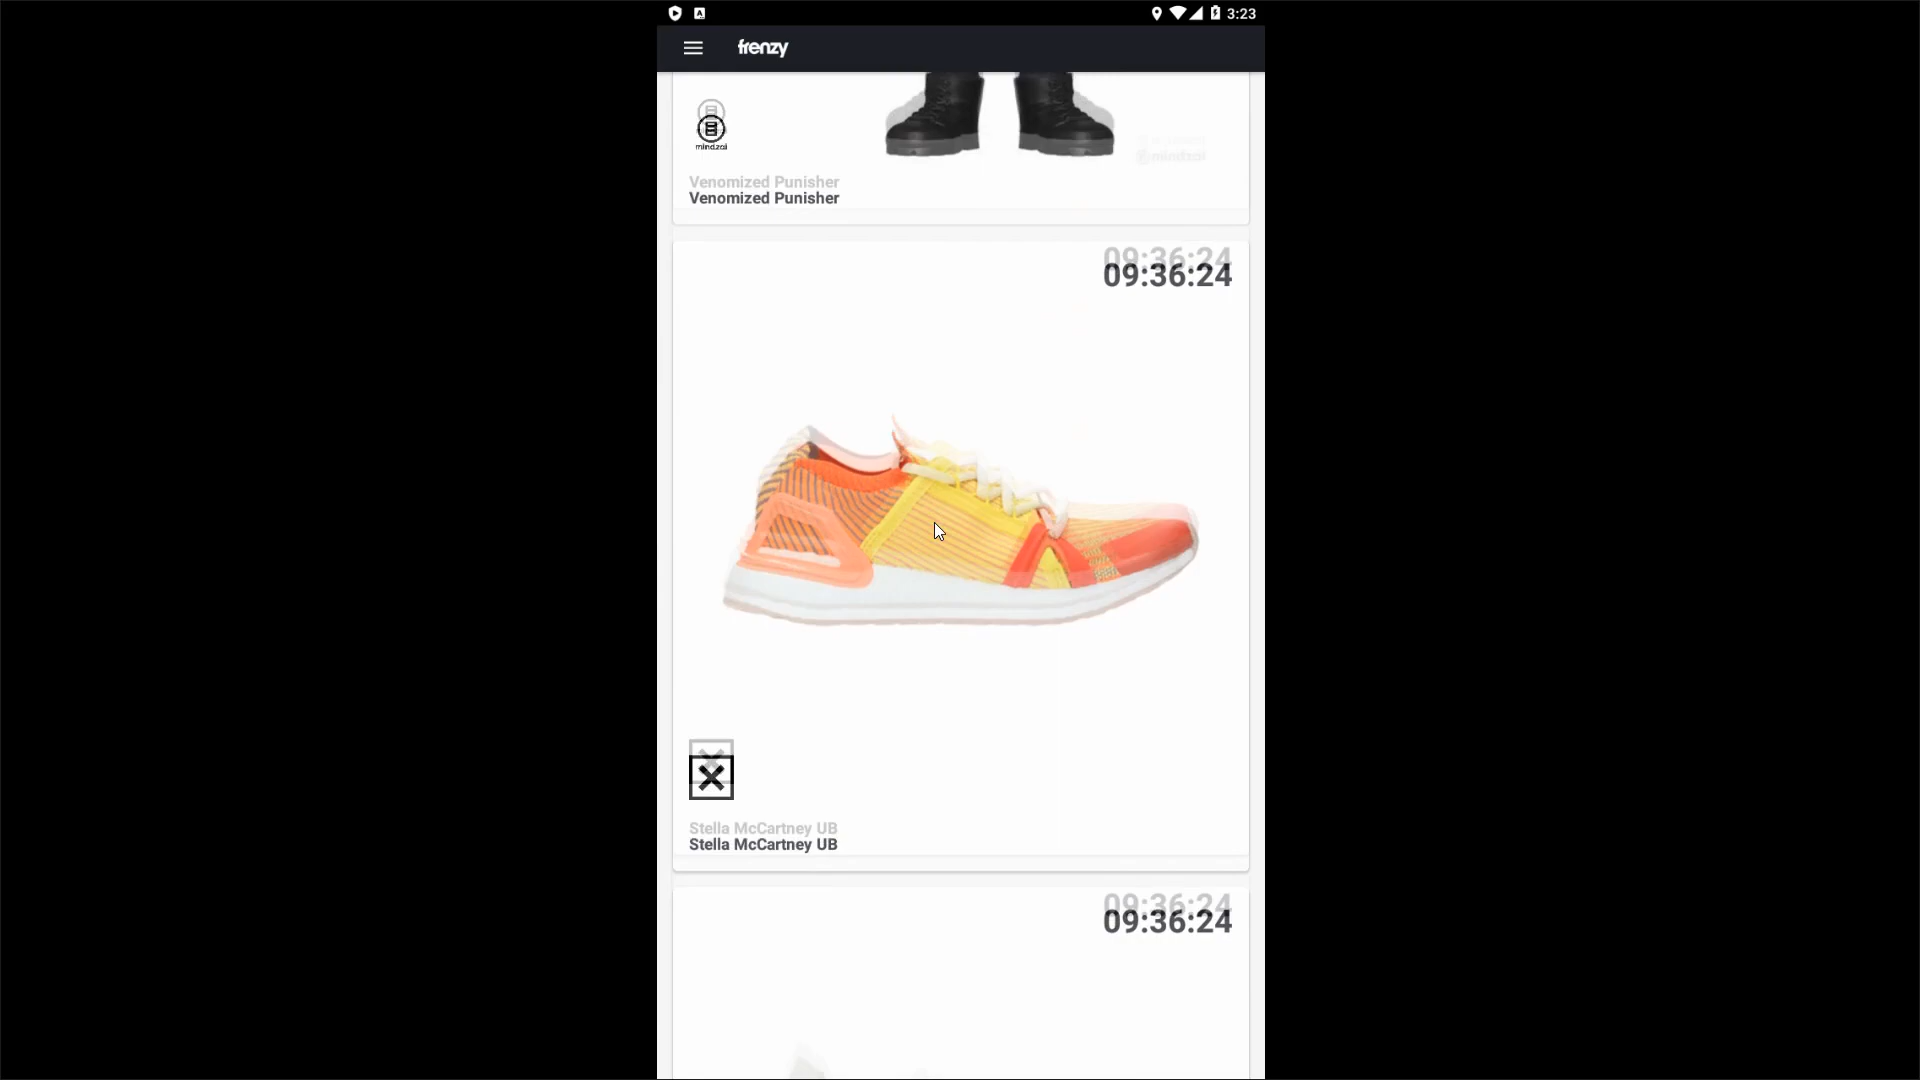 3:23
frenzy
mindzai
mindzai
Venomized Punisher
Venomized Punisher
09:36:24
09:36:24
Stella McCartney UB
Stella McCartney UB
09:36:24
09:36:24